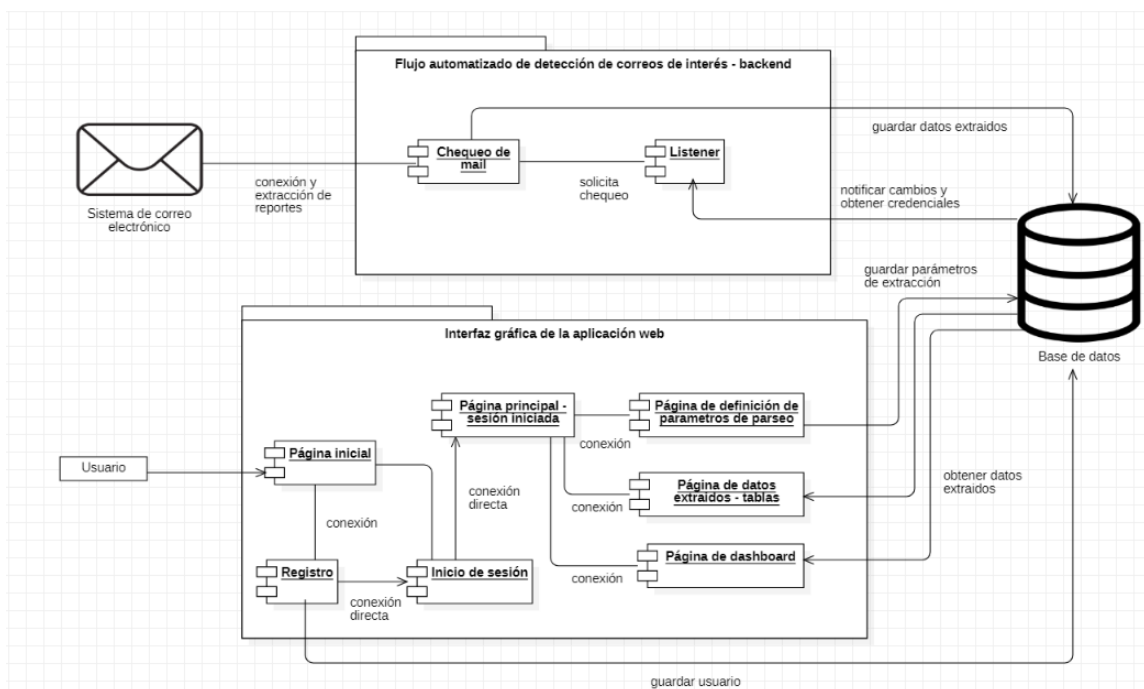 Flujo automatizado de detección de correos de interés - backend
guardar datos extraidos
Chequeo de
mail
Listener
conexión y
extracción de
reportes
solicita
chequeo
notificar cambios y
obtener credenciales
Sistema de correo
electrónico
guardar parámetros
de extracción
Interfaz gráfica de la aplicación web
Base de datos
Página principal -
sesión iniciada
Página de definición de
parametros de parseo
conexión
Página inicial
Usuario
conexión
directa
Página de datos
extraidos - tablas
obtener datos
extraidos
conexión
conexión
Página de dashboard
Registro
Inicio de sesión
conexión
conexión
directa
guardar usuario